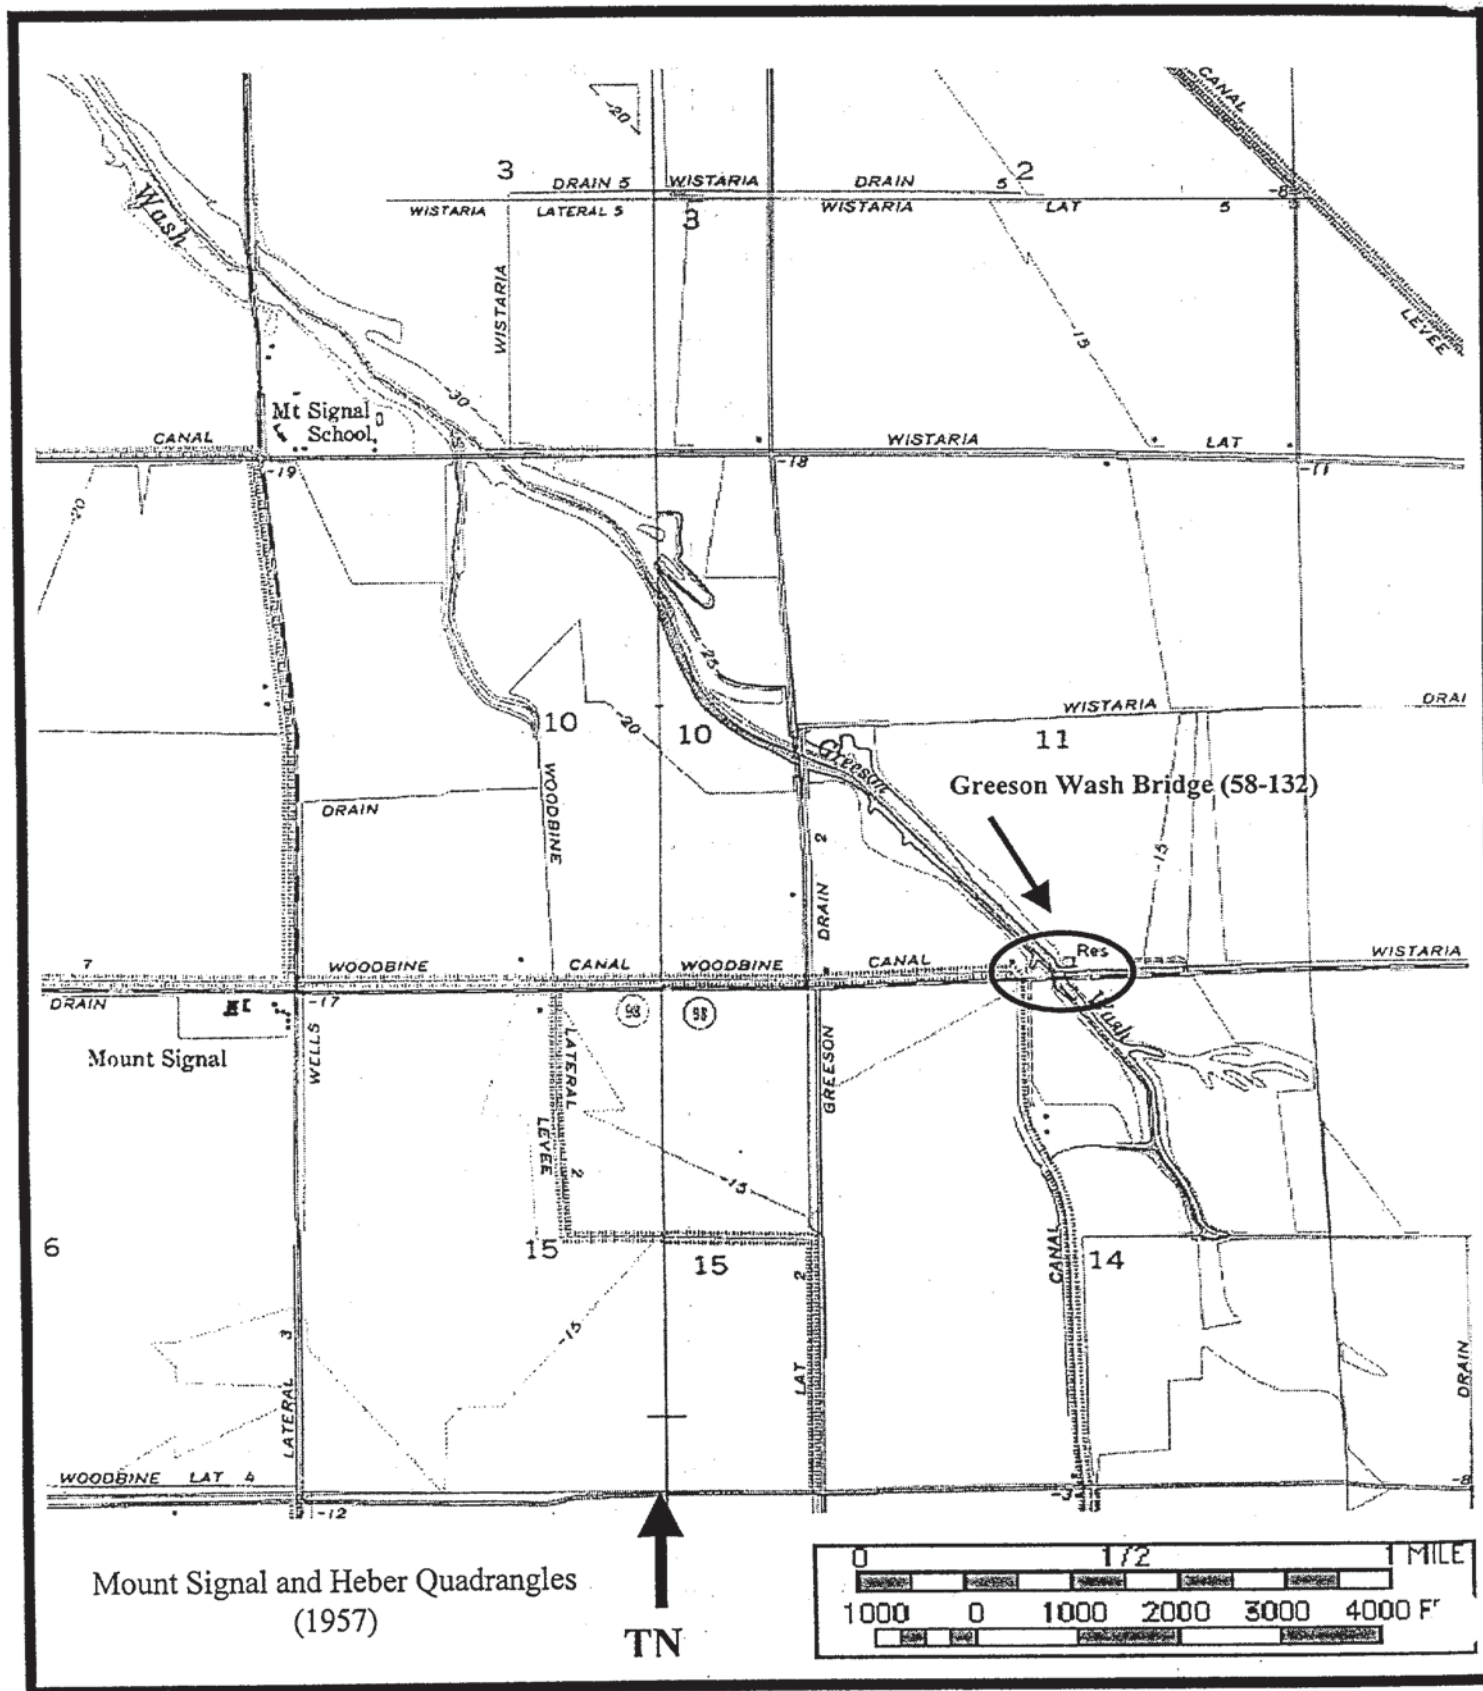 CANAL
-20
3
2
DRAIN 5
WISTARIA
DRAIN
5
-8
WISTARIA
LATERAL 5
WISTARIA
LAT
5
3
Wash
WISTARIA
-15
LEVEE
-30
Mt Signal
School
CANAL
WISTARIA
LAT
-19
-18
-11
-20
-25
WISTARIA
DRAI
10
-20
10
11
Greeson
Greeson Wash Bridge (58-132)
WOODBINE
DRAIN
2
-15
DRAIN
Res
7
WOODBINE
CANAL
WOODBINE
CANAL
WISTARIA
DRAIN
-17
98
98
Wash
Mount Signal
WELLS
LATERAL
GREESON
LEVEE
2
-15
6
15
15
CANAL
14
2
3
-15
LAT
DRAIN
LATERAL
WOODBINE LAT 4
-3
-8
-12
Mount Signal and Heber Quadrangles
(1957)
TN
0 1/2 1 MILE
1000 0 1000 2000 3000 4000 F